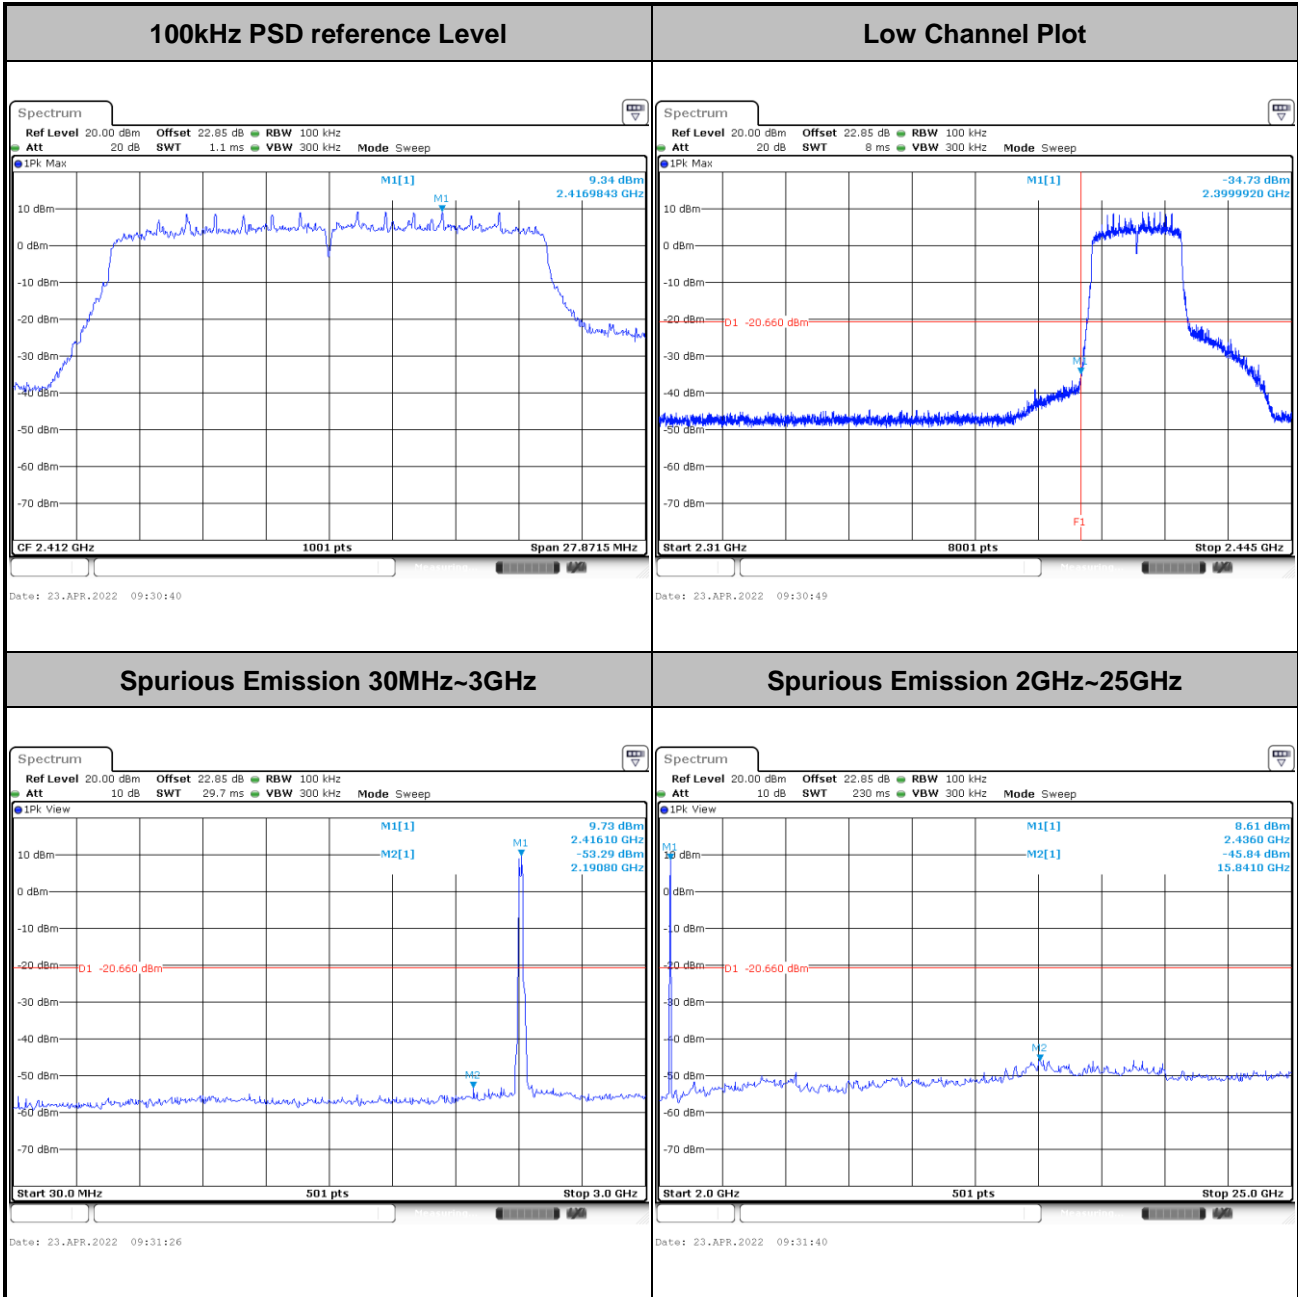 100kHz PSD reference Level
Low Channel Plot
Spectrum
Ref Level 20.00 dBm Offset 22.85 dB RBW 100 kHz
Att 20 dB SWT 1.1 ms VBW 300 kHz Mode Sweep
1Pk Max
M1[1] 9.34 dBm
2.4169843 GHz
M1
10 dBm
0 dBm
-10 dBm
-20 dBm
-30 dBm
-40 dBm
-50 dBm
-60 dBm
-70 dBm
CF 2.412 GHz 1001 pts Span 27.8715 MHz
Measuring
Date: 23.APR.2022 09:30:40
Spectrum
Ref Level 20.00 dBm Offset 22.85 dB RBW 100 kHz
Att 20 dB SWT 8 ms VBW 300 kHz Mode Sweep
1Pk Max
M1[1] -34.73 dBm
2.3999920 GHz
10 dBm
0 dBm
-10 dBm
-20 dBm
D1 -20.660 dBm
-30 dBm
M1
-40 dBm
-50 dBm
-60 dBm
-70 dBm
F1
Start 2.31 GHz 8001 pts Stop 2.445 GHz
Measuring
Date: 23.APR.2022 09:30:49
Spurious Emission 30MHz~3GHz
Spurious Emission 2GHz~25GHz
Spectrum
Ref Level 20.00 dBm Offset 22.85 dB RBW 100 kHz
Att 10 dB SWT 29.7 ms VBW 300 kHz Mode Sweep
1Pk View
M1[1] 9.73 dBm
2.41610 GHz
M2[1] -53.29 dBm
2.19080 GHz
M1
10 dBm
0 dBm
-10 dBm
-20 dBm
D1 -20.660 dBm
-30 dBm
-40 dBm
-50 dBm
M2
-60 dBm
-70 dBm
Start 30.0 MHz 501 pts Stop 3.0 GHz
Measuring
Date: 23.APR.2022 09:31:26
Spectrum
Ref Level 20.00 dBm Offset 22.85 dB RBW 100 kHz
Att 10 dB SWT 230 ms VBW 300 kHz Mode Sweep
1Pk View
M1[1] 8.61 dBm
2.4360 GHz
M2[1] -45.84 dBm
15.8410 GHz
M1
10 dBm
0 dBm
-10 dBm
-20 dBm
D1 -20.660 dBm
-30 dBm
-40 dBm
M2
-50 dBm
-60 dBm
-70 dBm
Start 2.0 GHz 501 pts Stop 25.0 GHz
Measuring
Date: 23.APR.2022 09:31:40